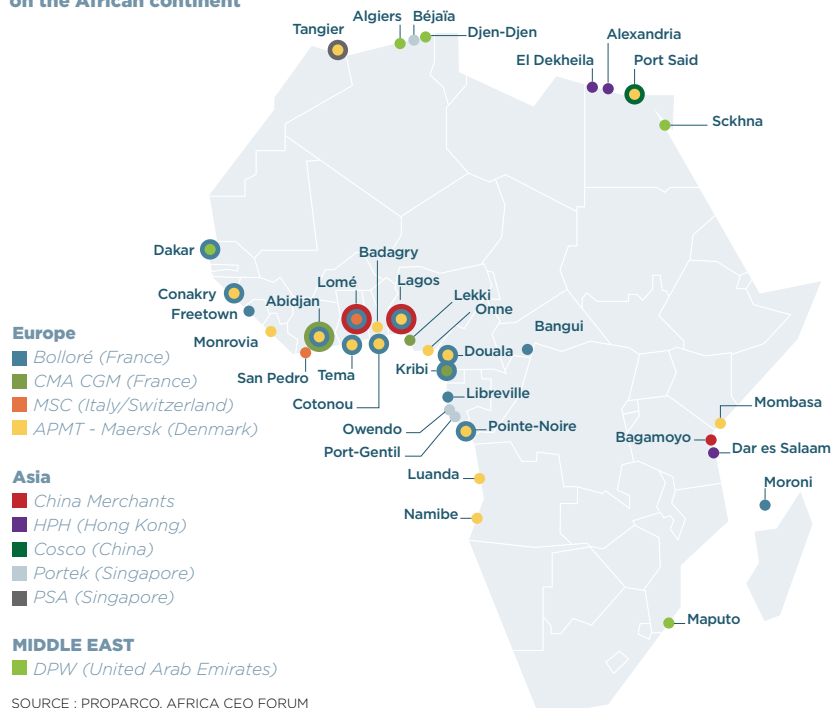 on the African continent
Algiers
Béjaïa
Tangier
Djen-Djen
Alexandria
El Dekheila
Port Said
Sckhna
Dakar
Badagry
Lomé
Lagos
Conakry
Abidjan
Lekki
Freetown
Onne
Monrovia
Bangui
Douala
San Pedro
Tema
Kribi
Cotonou
Libreville
Owendo
Pointe-Noire
Port-Gentil
Mombasa
Bagamoyo
Dar es Salaam
Luanda
Moroni
Namibe
Maputo
Europe
Bolloré (France)
CMA CGM (France)
MSC (Italy/Switzerland)
APMT - Maersk (Denmark)
Asia
China Merchants
HPH (Hong Kong)
Cosco (China)
Portek (Singapore)
PSA (Singapore)
MIDDLE EAST
DPW (United Arab Emirates)
SOURCE : PROPARCO, AFRICA CEO FORUM